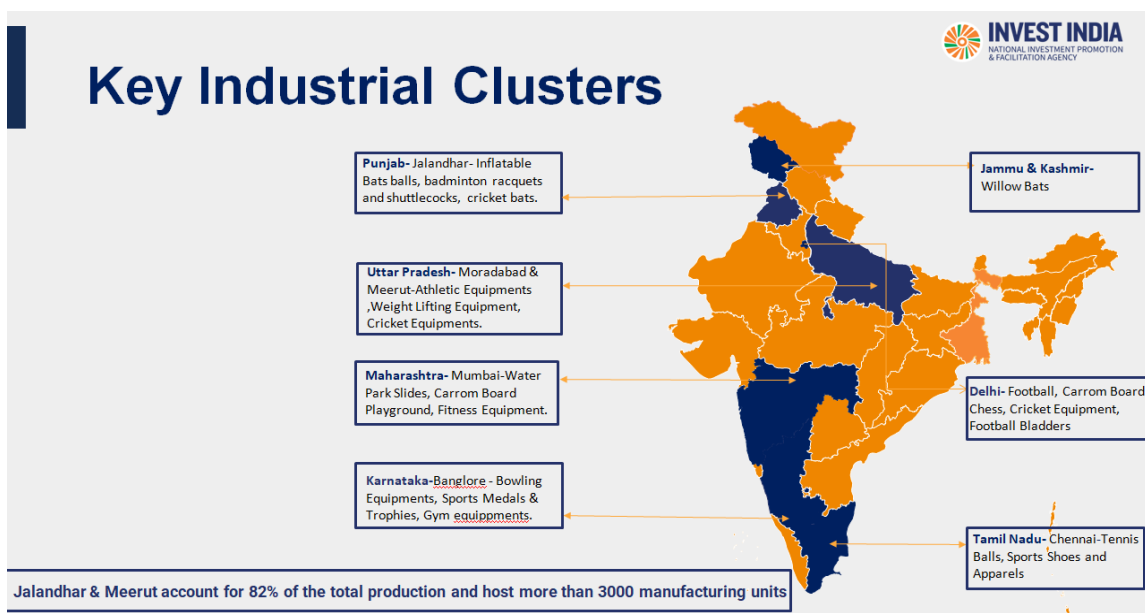 INVEST INDIA
NATIONAL INVESTMENT PROMOTION
& FACILITATION AGENCY
Key Industrial Clusters
Punjab- Jalandhar- Inflatable
Bats balls, badminton racquets
and shuttlecocks, cricket bats.
Jammu & Kashmir-
Willow Bats
Uttar Pradesh- Moradabad &
Meerut-Athletic Equipments
,Weight Lifting Equipment,
Cricket Equipments.
Maharashtra- Mumbai-Water
Park Slides, Carrom Board
Playground, Fitness Equipment.
Delhi- Football, Carrom Board
Chess, Cricket Equipment,
Football Bladders
Karnataka-Banglore - Bowling
Equipments, Sports Medals &
Trophies, Gym equippments.
Tamil Nadu- Chennai-Tennis
Balls, Sports Shoes and
Apparels
Jalandhar & Meerut account for 82% of the total production and host more than 3000 manufacturing units